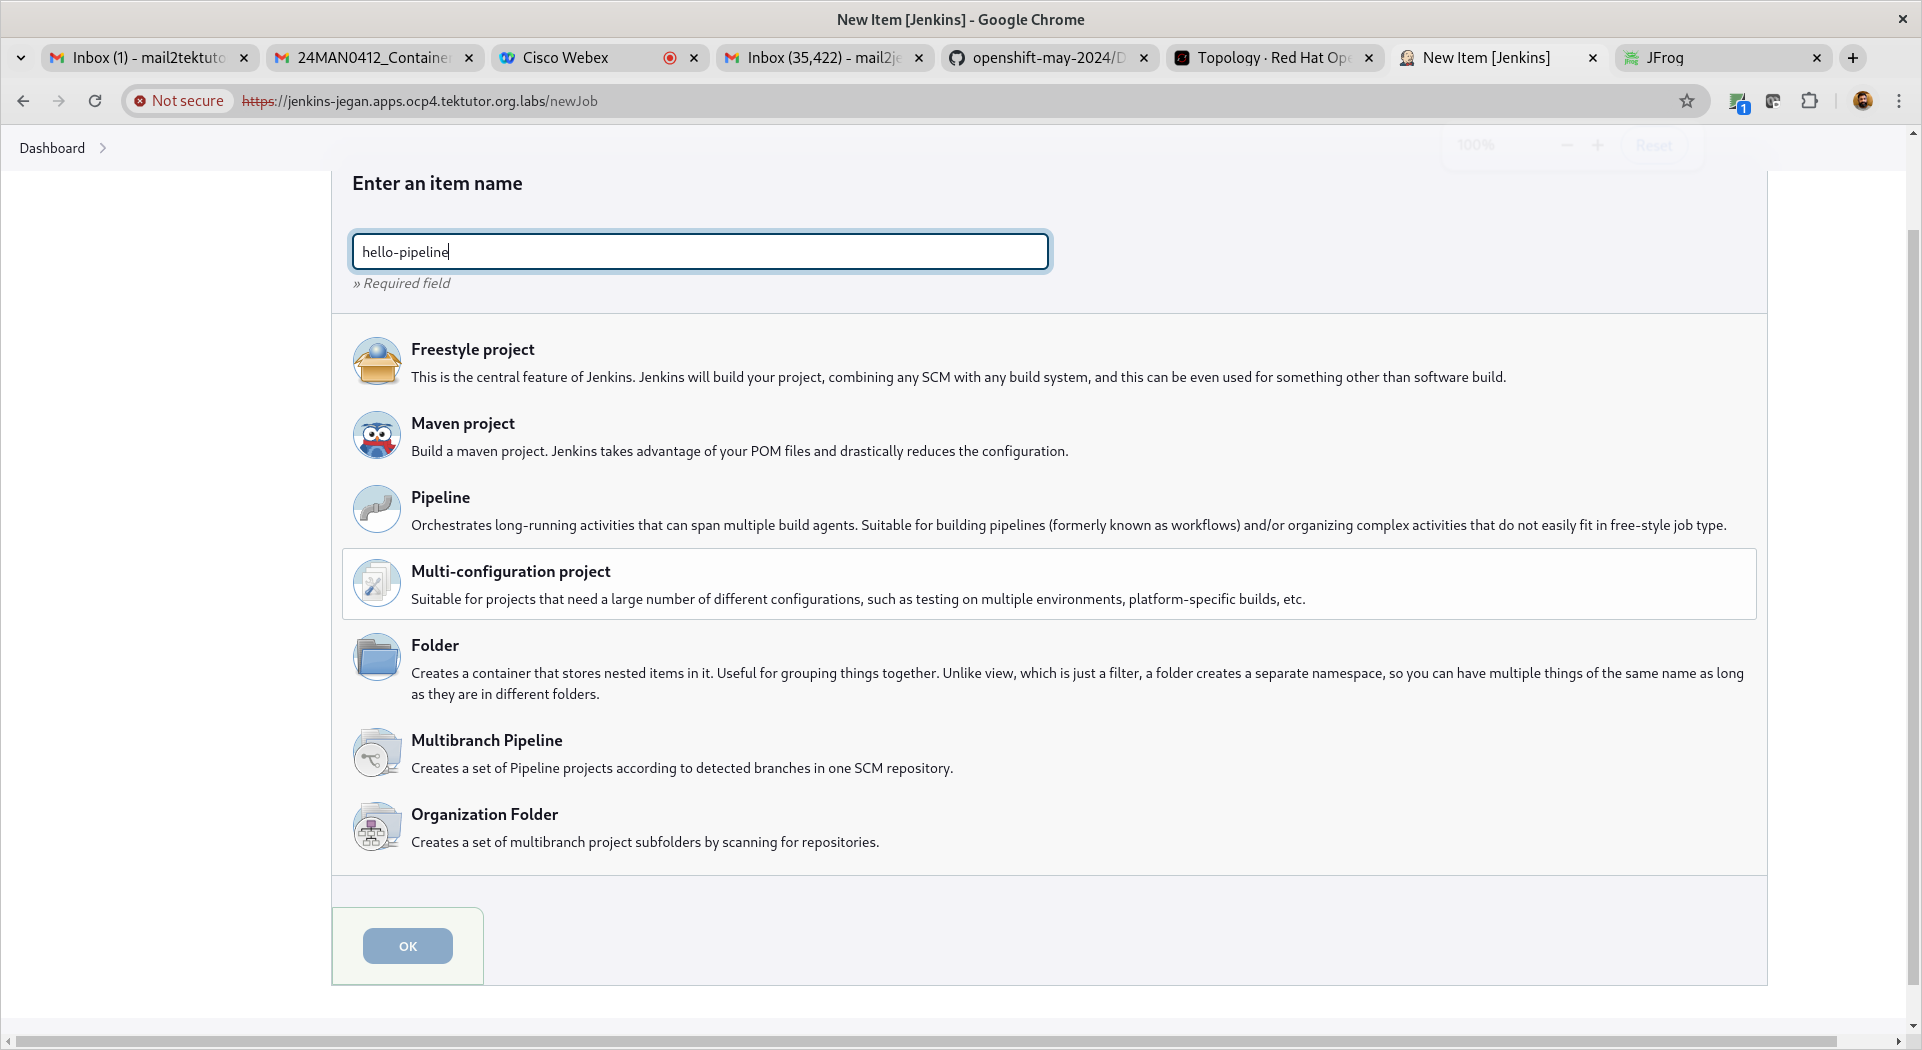 New Item [Jenkins] - Google Chrome
Inbox (1) - mail2tektuto
24MAN0412_Container
Cisco Webex
Inbox (35,422) - mail2je
openshift-may-2024/D
Topology · Red Hat Ope
New Item [Jenkins]
JFrog
Not secure
https://jenkins-jegan.apps.ocp4.tektutor.org.labs/newJob
1
Dashboard
100%
Reset
Enter an item name
hello-pipeline
» Required field
Freestyle project
This is the central feature of Jenkins. Jenkins will build your project, combining any SCM with any build system, and this can be even used for something other than software build.
Maven project
Build a maven project. Jenkins takes advantage of your POM files and drastically reduces the configuration.
Pipeline
Orchestrates long-running activities that can span multiple build agents. Suitable for building pipelines (formerly known as workflows) and/or organizing complex activities that do not easily fit in free-style job type.
Multi-configuration project
Suitable for projects that need a large number of different configurations, such as testing on multiple environments, platform-specific builds, etc.
Folder
Creates a container that stores nested items in it. Useful for grouping things together. Unlike view, which is just a filter, a folder creates a separate namespace, so you can have multiple things of the same name as long
as they are in different folders.
Multibranch Pipeline
Creates a set of Pipeline projects according to detected branches in one SCM repository.
Organization Folder
Creates a set of multibranch project subfolders by scanning for repositories.
OK